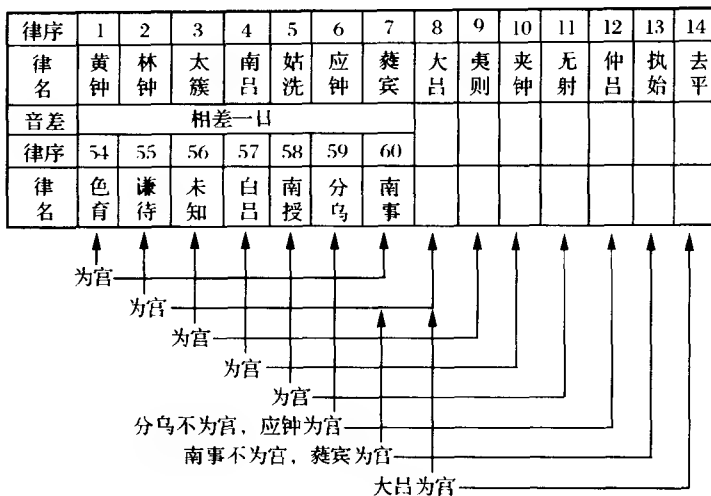 律序 1 2 3 4 5 6 7 8 9 10 11 12 13 14
律名 黄钟 林钟 太簇 南吕 姑洗 应钟 蕤宾 大吕 夷则 夹钟 无射 仲吕 执始 去平
音差 相差一日
律序 54 55 56 57 58 59 60
律名 色育 谦待 未知 白吕 南授 分乌 南事
为宫
为宫
为宫
为宫
为宫
分乌不为宫，应钟为宫
南事不为宫，蕤宾为宫
大吕为宫